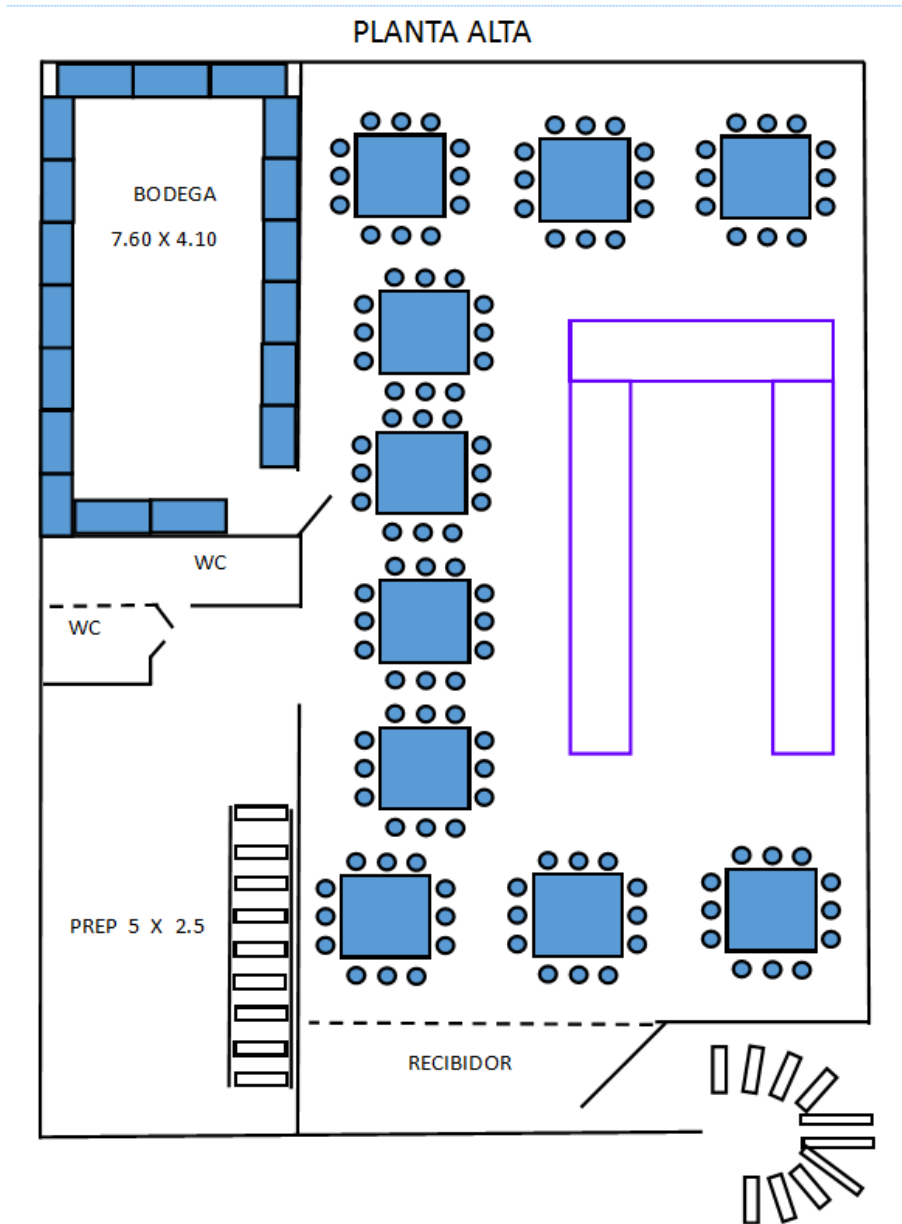 PLANTA ALTA
BODEGA
7.60 X 4.10
WC
WC
PREP 5 X 2.5
RECIBIDOR